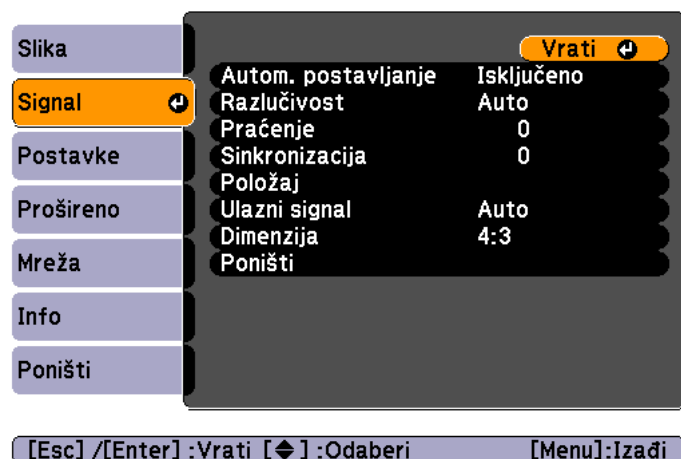 Slika
Signal
Postavke
Prošireno
Mreža
Info
Poništi
Vrati
Autom. postavljanje Isključeno
Razlučivost Auto
Praćenje 0
Sinkronizacija 0
Položaj
Ulazni signal Auto
Dimenzija 4:3
Poništi
[Esc] /[Enter] :Vrati [◆] :Odaberi [Menu]:Izađi